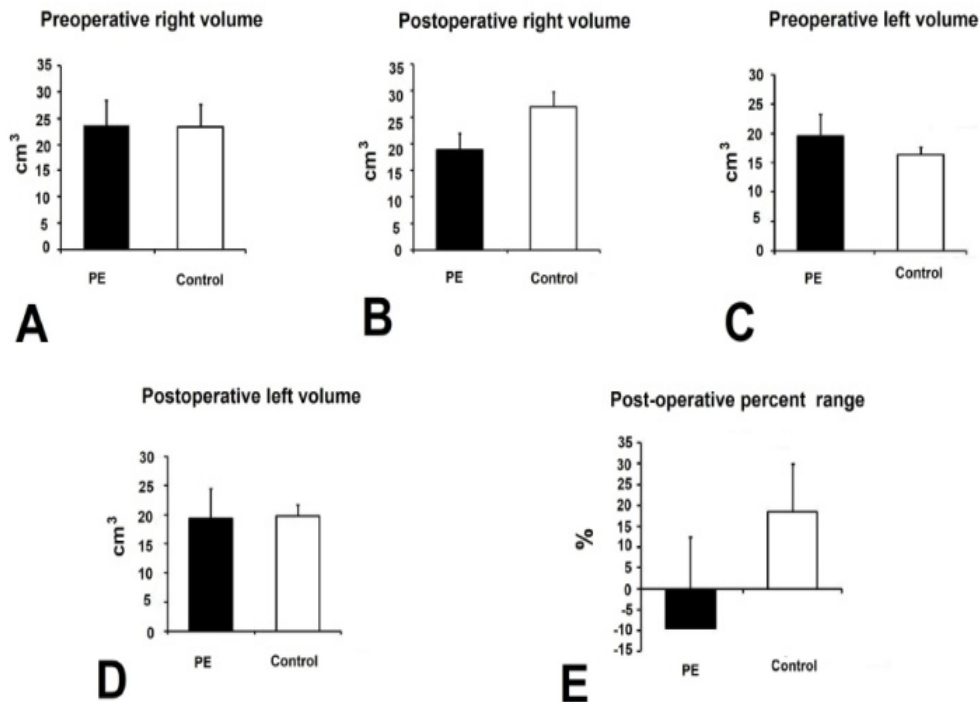 Preoperative right volume
35
30
25
20
15
10
5
0
cm³
PE
Control
A
Postoperative right volume
35
30
25
20
15
10
5
0
cm³
PE
Control
B
Preoperative left volume
30
25
20
15
10
5
0
cm³
PE
Control
C
Postoperative left volume
30
25
20
15
10
5
0
cm³
PE
Control
D
Post-operative percent range
35
30
25
20
15
10
5
0
-5
-10
-15
%
PE
Control
E